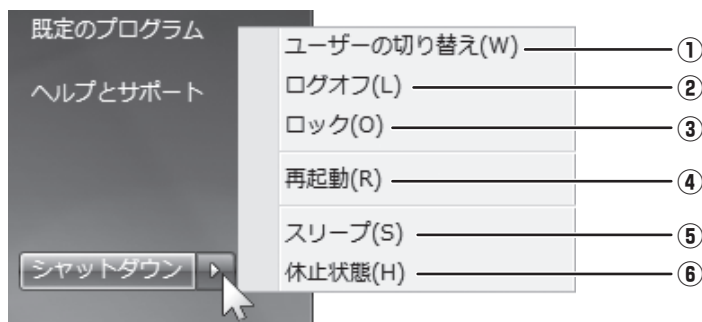 既定のプログラム
ヘルプとサポート
シャットダウン
ユーザーの切り替え(W) ①
ログオフ(L) ②
ロック(O) ③
再起動(R) ④
スリープ(S) ⑤
休止状態(H) ⑥